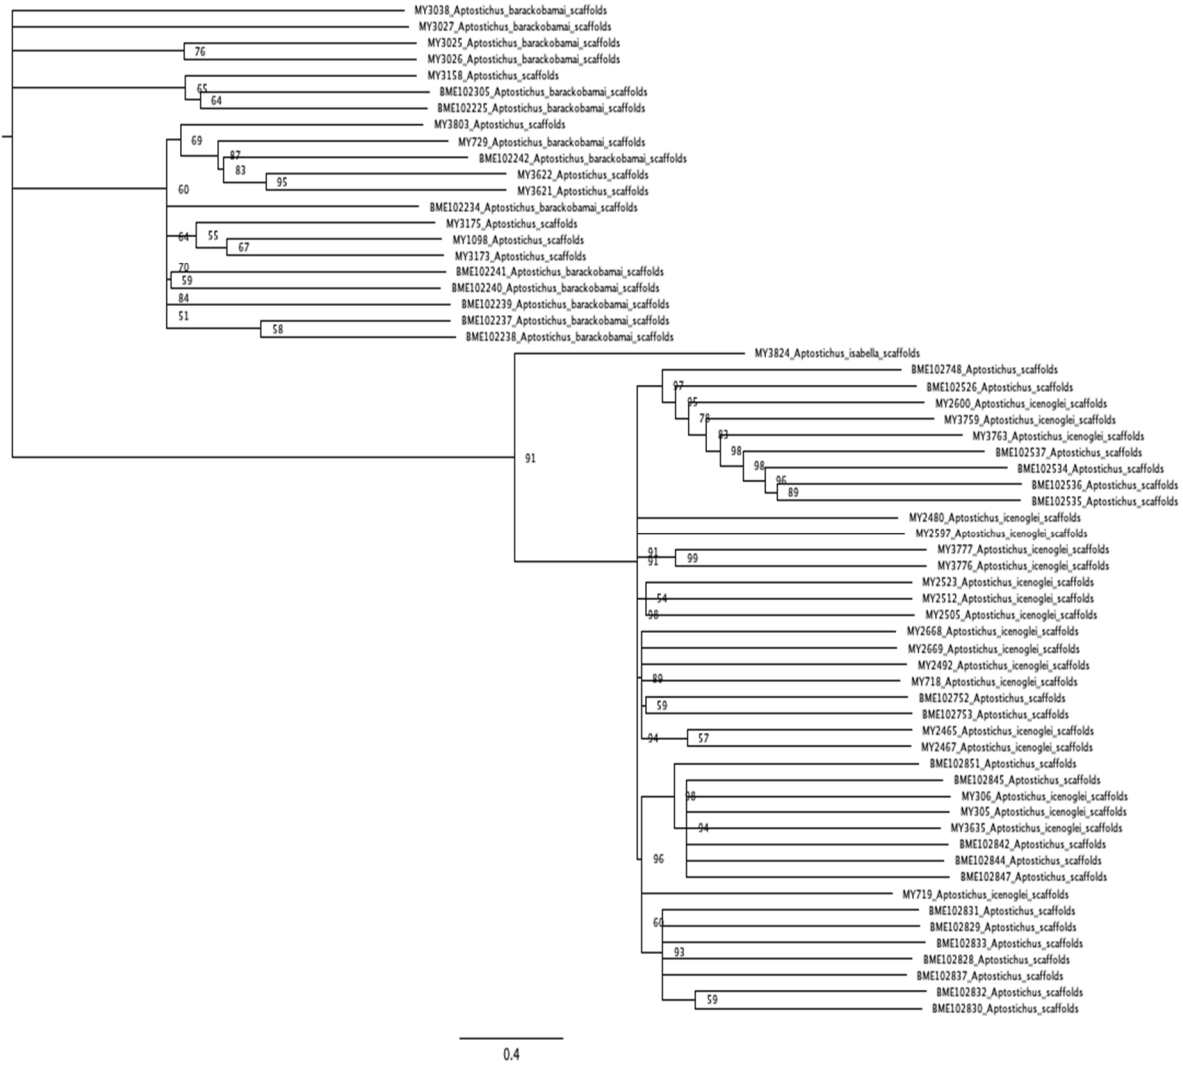 MY3038_Aptostichus_barackobamai_scaffolds
MY3027_Aptostichus_barackobamai_scaffolds
MY3025_Aptostichus_barackobamai_scaffolds
76
MY3026_Aptostichus_barackobamai_scaffolds
MY3158_Aptostichus_scaffolds
65
BME102305_Aptostichus_barackobamai_scaffolds
64
BME102225_Aptostichus_barackobamai_scaffolds
MY3803_Aptostichus_scaffolds
69
MY729_Aptostichus_barackobamai_scaffolds
87
BME102242_Aptostichus_barackobamai_scaffolds
83
MY3622_Aptostichus_scaffolds
95
60
MY3621_Aptostichus_scaffolds
BME102234_Aptostichus_barackobamai_scaffolds
MY3175_Aptostichus_scaffolds
64
55
MY1098_Aptostichus_scaffolds
67
MY3173_Aptostichus_scaffolds
70
BME102241_Aptostichus_barackobamai_scaffolds
59
BME102240_Aptostichus_barackobamai_scaffolds
84
BME102239_Aptostichus_barackobamai_scaffolds
51
BME102237_Aptostichus_barackobamai_scaffolds
58
BME102238_Aptostichus_barackobamai_scaffolds
MY3824_Aptostichus_isabella_scaffolds
BME102748_Aptostichus_scaffolds
97
BME102526_Aptostichus_scaffolds
95
MY2600_Aptostichus_icenoglei_scaffolds
78
MY3759_Aptostichus_icenoglei_scaffolds
83
MY3763_Aptostichus_icenoglei_scaffolds
98
BME102537_Aptostichus_scaffolds
91
98
BME102534_Aptostichus_scaffolds
96
BME102536_Aptostichus_scaffolds
89
BME102535_Aptostichus_scaffolds
MY2480_Aptostichus_icenoglei_scaffolds
MY2597_Aptostichus_icenoglei_scaffolds
91
MY3777_Aptostichus_icenoglei_scaffolds
91
99
MY3776_Aptostichus_icenoglei_scaffolds
MY2523_Aptostichus_icenoglei_scaffolds
54
MY2512_Aptostichus_icenoglei_scaffolds
98
MY2505_Aptostichus_icenoglei_scaffolds
MY2668_Aptostichus_icenoglei_scaffolds
MY2669_Aptostichus_icenoglei_scaffolds
MY2492_Aptostichus_icenoglei_scaffolds
89
MY718_Aptostichus_icenoglei_scaffolds
BME102752_Aptostichus_scaffolds
59
BME102753_Aptostichus_scaffolds
MY2465_Aptostichus_icenoglei_scaffolds
94
57
MY2467_Aptostichus_icenoglei_scaffolds
BME102851_Aptostichus_scaffolds
BME102845_Aptostichus_scaffolds
98
MY306_Aptostichus_icenoglei_scaffolds
MY305_Aptostichus_icenoglei_scaffolds
94
MY3635_Aptostichus_icenoglei_scaffolds
BME102842_Aptostichus_scaffolds
96
BME102844_Aptostichus_scaffolds
BME102847_Aptostichus_scaffolds
MY719_Aptostichus_icenoglei_scaffolds
BME102831_Aptostichus_scaffolds
60
BME102829_Aptostichus_scaffolds
BME102833_Aptostichus_scaffolds
93
BME102828_Aptostichus_scaffolds
BME102837_Aptostichus_scaffolds
BME102832_Aptostichus_scaffolds
59
BME102830_Aptostichus_scaffolds
0.4